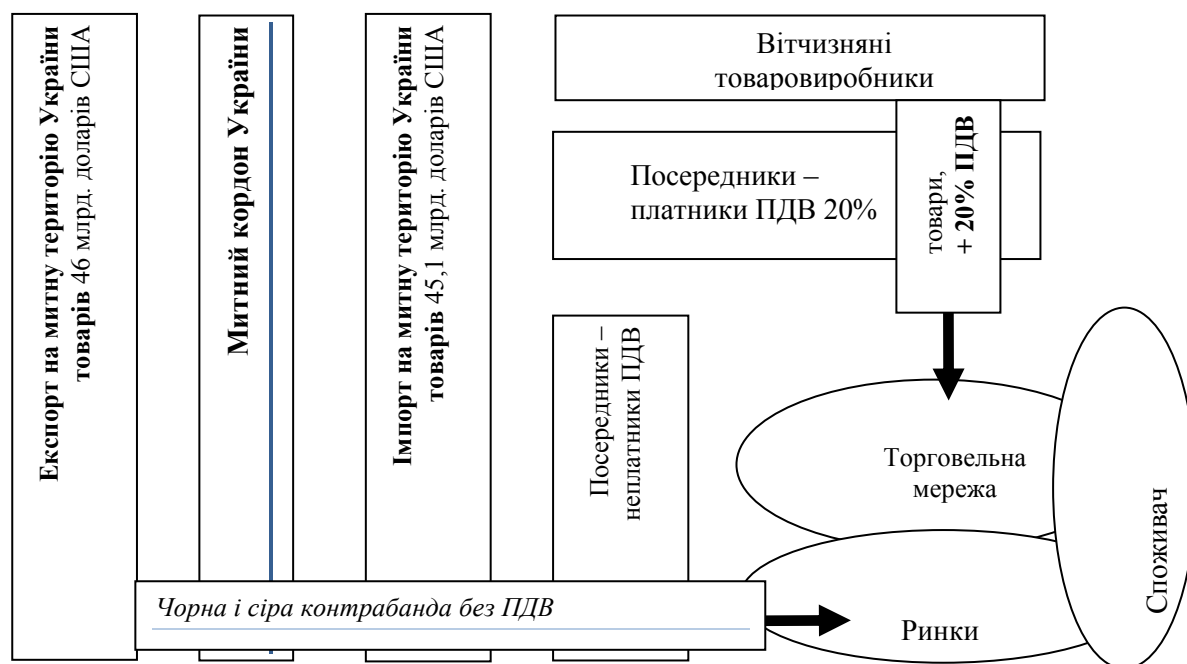 Експорт на митну територію України
товарів 46 млрд. доларів США
Митний кордон України
Імпорт на митну територію України
товарів 45,1 млрд. доларів США
Вітчизняні
товаровиробники
Посередники –
платники ПДВ 20%
товари,
+ 20% ПДВ
Посередники –
неплатники ПДВ
Торговельна
мережа
Споживач
Чорна і сіра контрабанда без ПДВ
Ринки